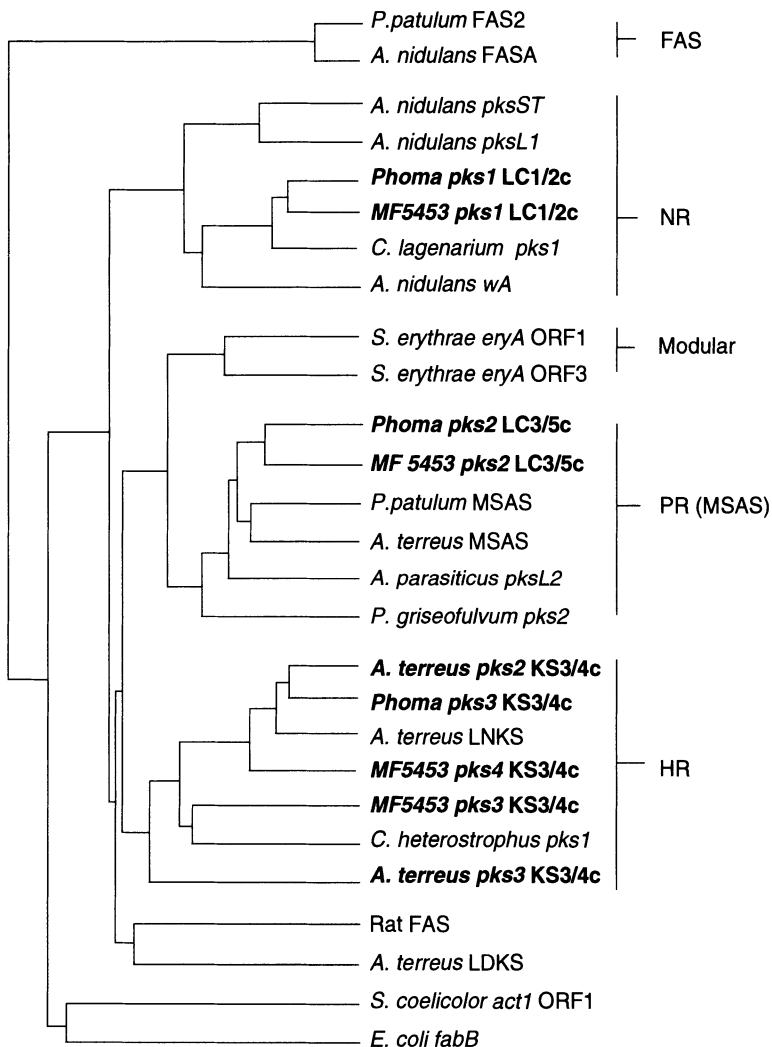 P.patulum FAS2
A. nidulans FASA
FAS
A. nidulans pksST
A. nidulans pksL1
Phoma pks1 LC1/2c
MF5453 pks1 LC1/2c
NR
C. lagenarium pks1
A. nidulans wA
S. erythrae eryA ORF1
Modular
S. erythrae eryA ORF3
Phoma pks2 LC3/5c
MF 5453 pks2 LC3/5c
P.patulum MSAS
PR (MSAS)
A. terreus MSAS
A. parasiticus pksL2
P. griseofulvum pks2
A. terreus pks2 KS3/4c
Phoma pks3 KS3/4c
A. terreus LNKS
MF5453 pks4 KS3/4c
HR
MF5453 pks3 KS3/4c
C. heterostrophus pks1
A. terreus pks3 KS3/4c
Rat FAS
A. terreus LDKS
S. coelicolor act1 ORF1
E. coli fabB